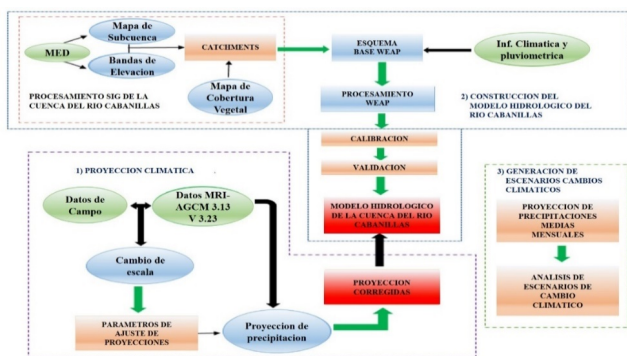 MED
Mapa de
Subcuenca
Bandas de
Elevacion
CATCHMENTS
Mapa de
Cobertura
Vegetal
PROCESAMIENTO SIG DE LA
CUENCA DEL RIO CABANILLAS
ESQUEMA
BASE WEAP
Inf. Climatica y
pluviometrica
PROCESAMIENTO
WEAP
2) CONSTRUCCION DEL
MODELO HIDROLOGICO DEL
RIO CABANILLAS
CALIBRACION
VALIDACION
MODELO HIDROLOGICO
DE LA CUENCA DEL RIO
CABANILLAS
1) PROYECCION CLIMATICA
Datos de
Campo
Datos MRI-
AGCM 3.13
V 3.23
Cambio de
escala
PARAMETROS DE
AJUSTE DE
PROYECCIONES
Proyeccion de
precipitacion
PROYECCION
CORREGIDAS
3) GENERACION DE
ESCENARIOS CAMBIOS
CLIMATICOS
PROYECCION DE
PRECIPITACIONES
MEDIAS
MENSUALES
ANALISIS DE
ESCENARIOS DE
CAMBIO
CLIMATICO